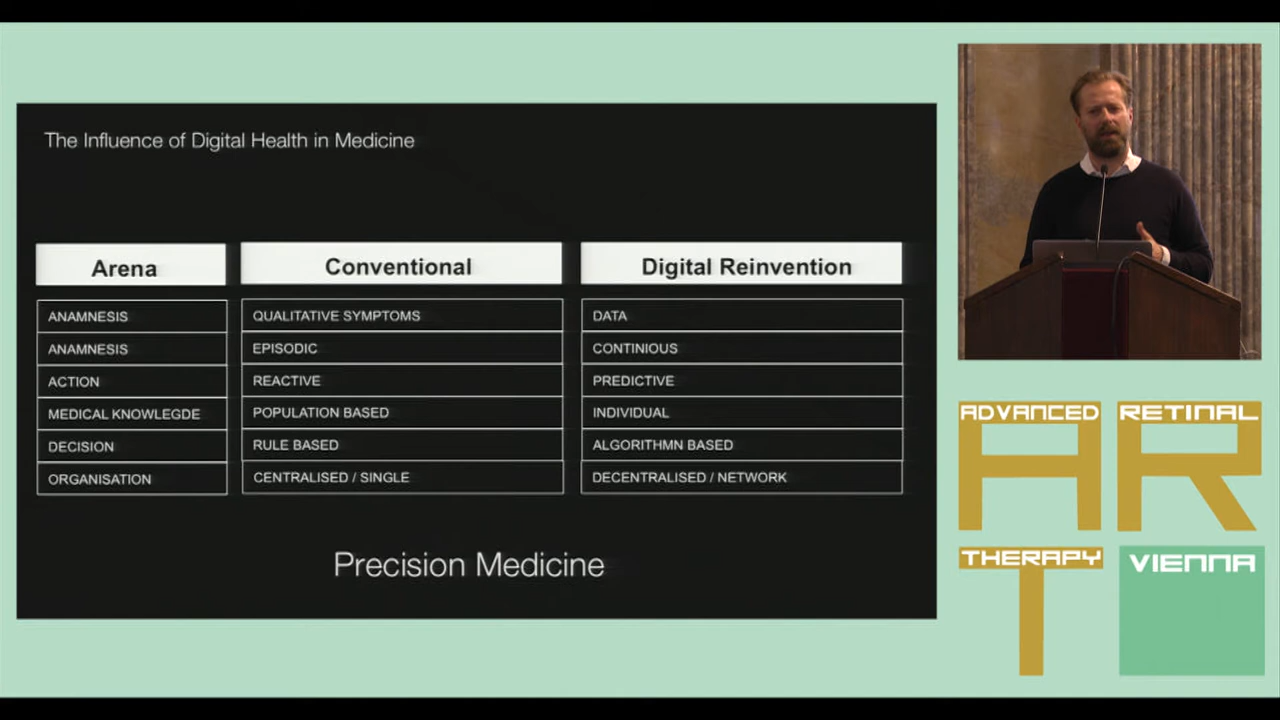 The Influence of Digital Health in Medicine
Arena Conventional Digital Reinvention
ANAMNESIS QUALITATIVE SYMPTOMS DATA
ANAMNESIS EPISODIC CONTINIOUS
ACTION REACTIVE PREDICTIVE
MEDICAL KNOWLEGDE POPULATION BASED INDIVIDUAL
DECISION RULE BASED ALGORITHMN BASED
ORGANISATION CENTRALISED / SINGLE DECENTRALISED / NETWORK
Precision Medicine
ADVANCED RETINAL
A R
THERAPY VIENNA
T